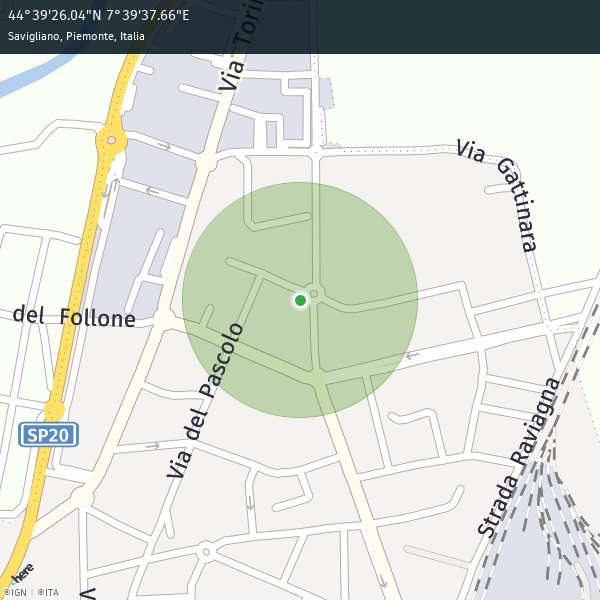 44°39'26.04"N 7°39'37.66"E
Savigliano, Piemonte, Italia
Via Torin
Via Gattinara
del Follone
Via del Pascolo
SP20
Strada Raviagna
here
V
©IGN | ©ITA